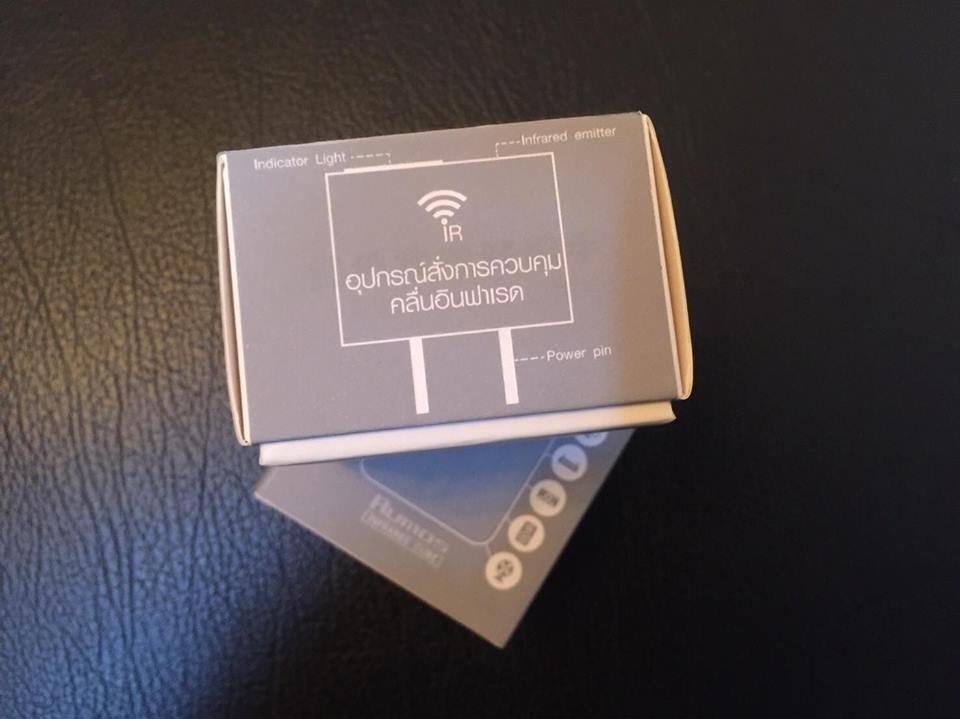 Indicator Light
Infrared emitter
iR
อุปกรณ์สั่งการควบคุม
คลื่นอินฟาเรด
Power pin